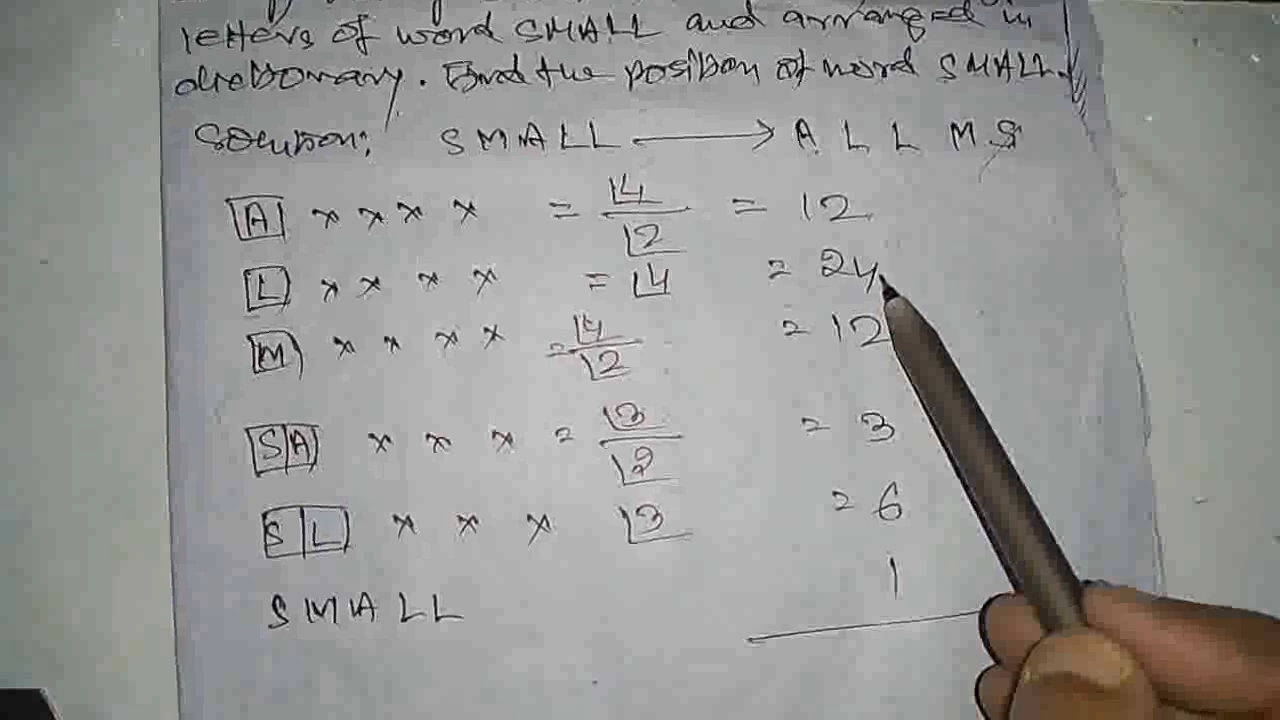 letters of word SMALL and arranged in
dictionary. Find the position of word SMALL.
Solution: SMALL → A L L M S
A × × × × = ∟4 / ∟2 = 12
L × × × × = ∟4 = 24
M × × × × = ∟4 / ∟2 = 12
S A × × × = ∟3 / ∟2 = 3
S L × × × ∟3 = 6
SMALL 1